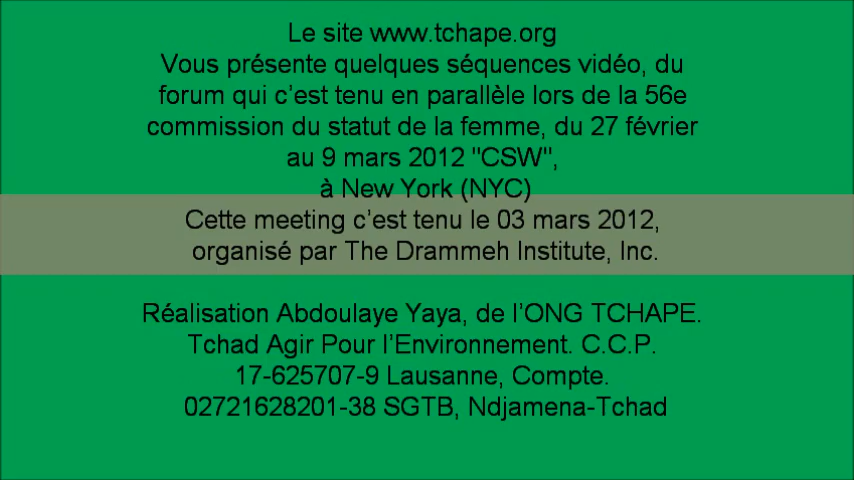 Le site www.tchape.org
Vous présente quelques séquences vidéo, du
forum qui c'est tenu en parallèle lors de la 56e
commission du statut de la femme, du 27 février
au 9 mars 2012 "CSW",
à New York (NYC)
Cette meeting c'est tenu le 03 mars 2012,
organisé par The Drammeh Institute, Inc.
Réalisation Abdoulaye Yaya, de l'ONG TCHAPE.
Tchad Agir Pour l'Environnement. C.C.P.
17-625707-9 Lausanne, Compte.
02721628201-38 SGTB, Ndjamena-Tchad